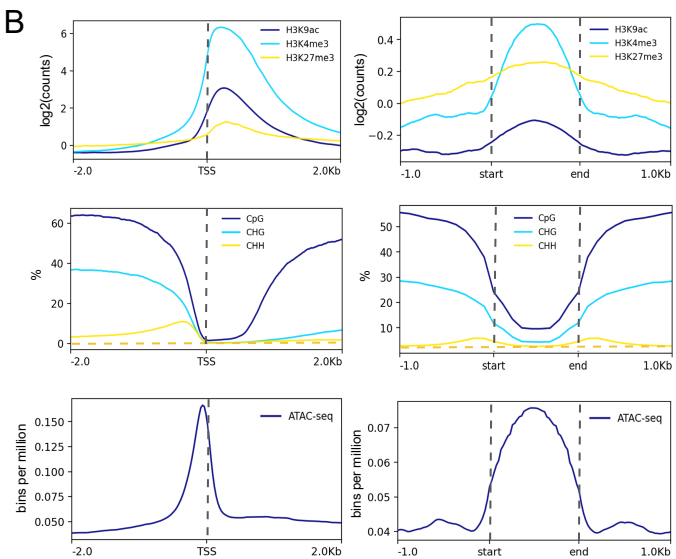 B
log2(counts)
6
4
2
0
H3K9ac
H3K4me3
H3K27me3
-2.0
TSS
2.0Kb
log2(counts)
0.4
0.2
0.0
−0.2
H3K9ac
H3K4me3
H3K27me3
-1.0
start
end
1.0Kb
%
60
40
20
0
CpG
CHG
CHH
-2.0
TSS
2.0Kb
%
50
40
30
20
10
CpG
CHG
CHH
-1.0
start
end
1.0Kb
bins per million
0.150
0.125
0.100
0.075
0.050
ATAC-seq
-2.0
TSS
2.0Kb
bins per million
0.07
0.06
0.05
0.04
ATAC-seq
-1.0
start
end
1.0Kb